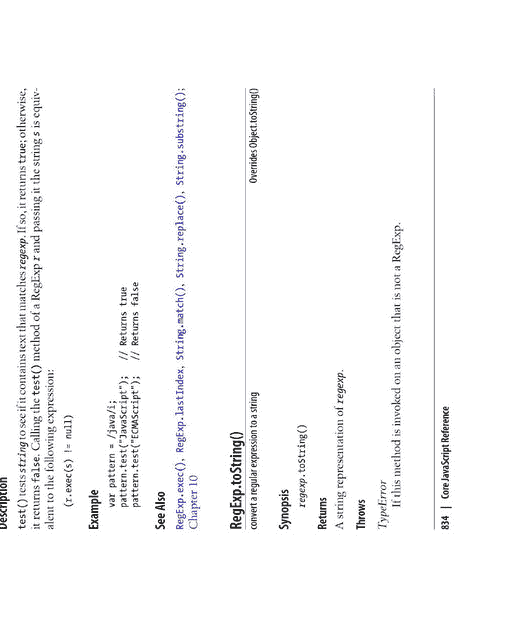 Description
test() tests string to see if it contains text that matches regexp. If so, it returns true; otherwise,
it returns false. Calling the test() method of a RegExp r and passing it the string s is equiv-
alent to the following expression:
(r.exec(s) != null)
Example
var pattern = /java/i;
pattern.test("JavaScript");   // Returns true
pattern.test("ECMAScript");   // Returns false
See Also
RegExp.exec(), RegExp.lastIndex, String.match(), String.replace(), String.substring();
Chapter 10
RegExp.toString()
convert a regular expression to a string   Overrides Object.toString()
Synopsis
regexp.toString()
Returns
A string representation of regexp.
Throws
TypeError
If this method is invoked on an object that is not a RegExp.
834 | Core JavaScript Reference